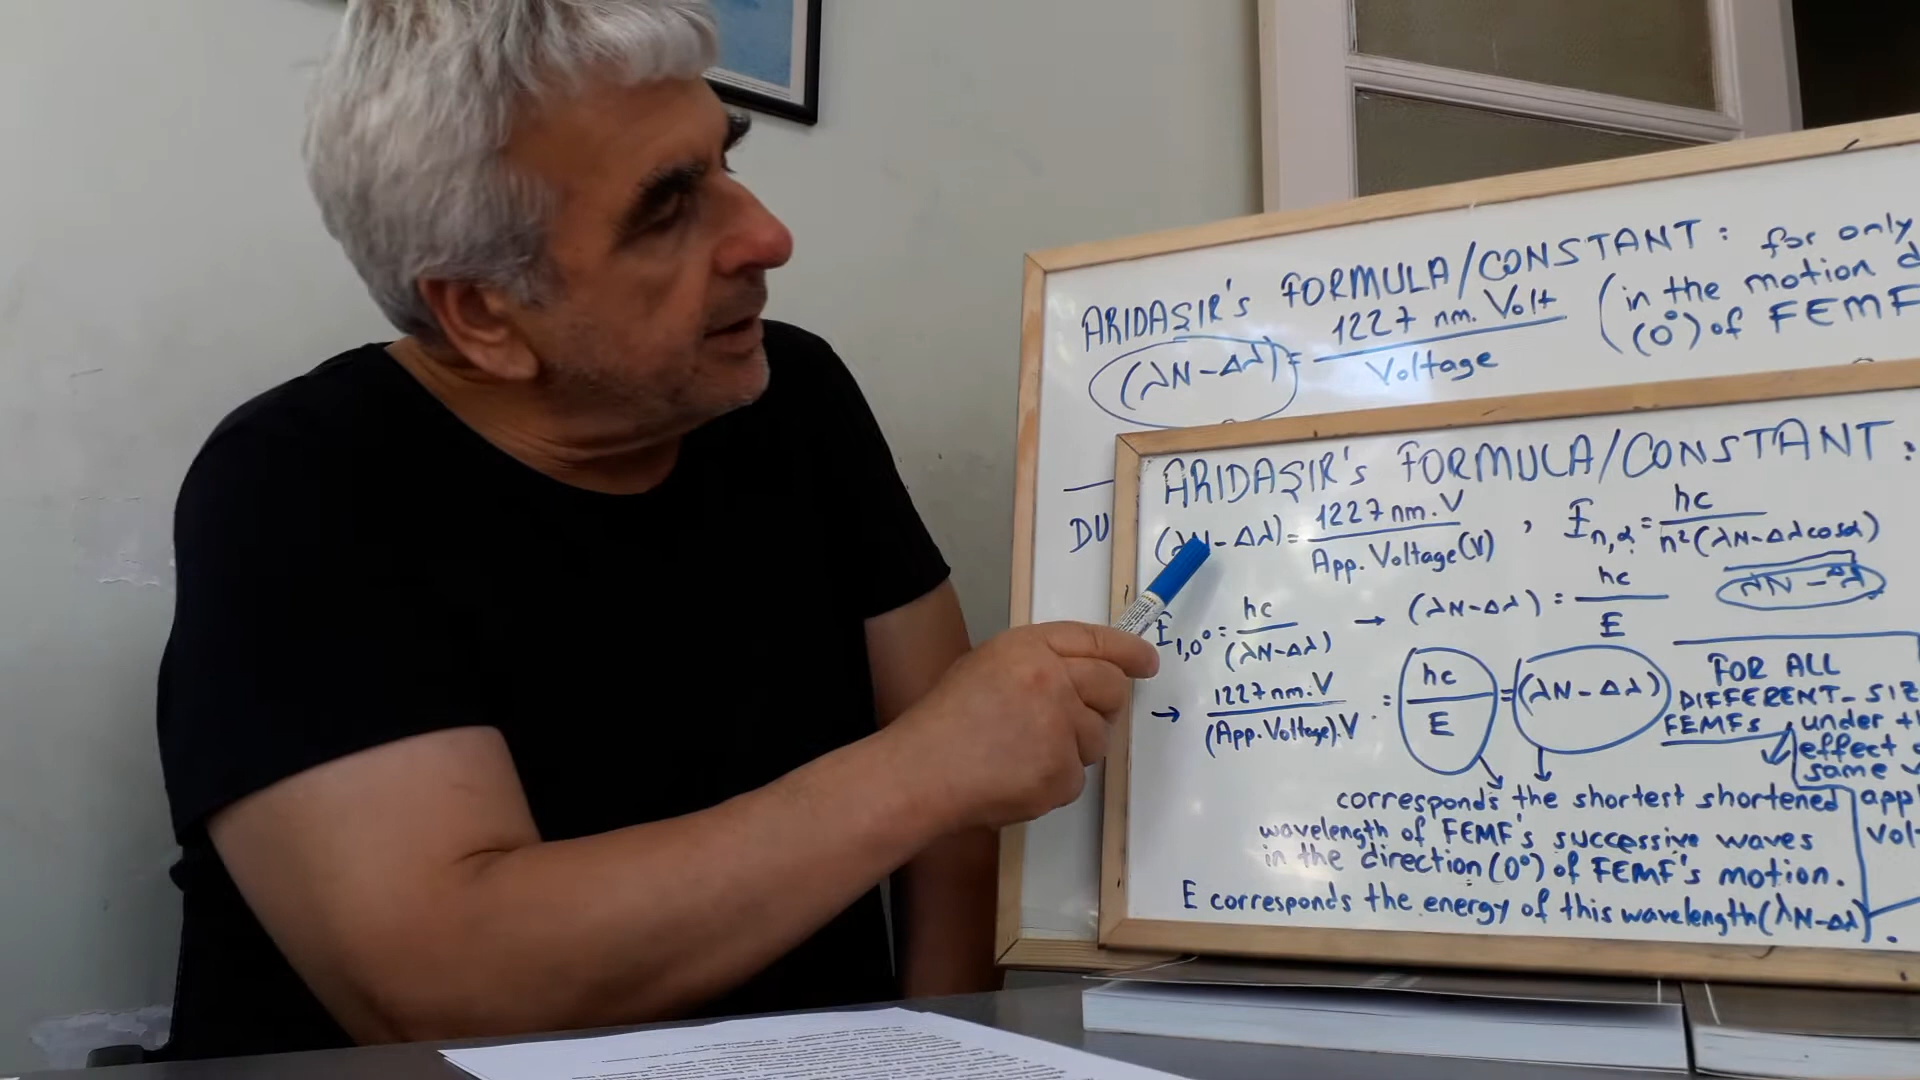 ARIDAŞIR's FORMULA/CONSTANT: for only
(λN-Δλ) = 1227 nm. Volt / Voltage (in the motion d
(0°) of FEMF
DU
ARIDAŞIR's FORMULA/CONSTANT:
(λN-Δλ) = 1227 nm.V / App. Voltage(V) , En,α = hc / n²(λN-Δλcosα)
λN-Δλ
E1,0° = hc / (λN-Δλ) → (λN-Δλ) = hc / E
→ 1227 nm.V / (App. Voltage).V = hc / E = (λN-Δλ)
FOR ALL
DIFFERENT-SIZ
FEMFs, under th
effect
same v
app
Vol
corresponds the shortest shortened
wavelength of FEMF's successive waves
in the direction (0°) of FEMF's motion.
E corresponds the energy of this wavelength (λN-Δλ).